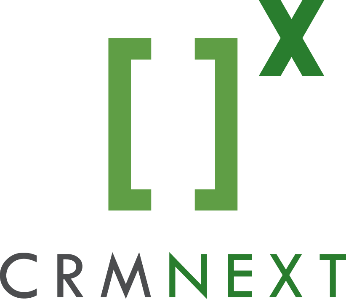 [ ] X
CRMNEXT